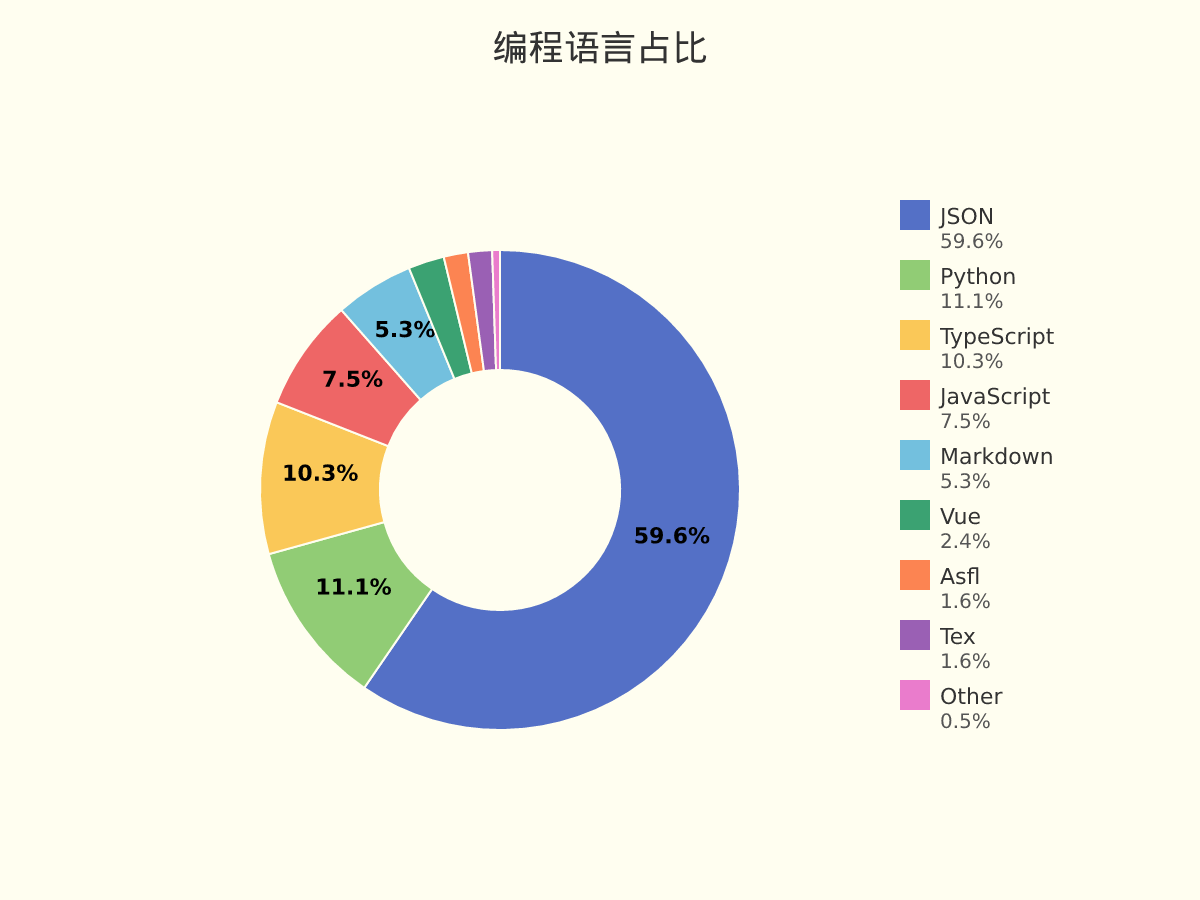 编程语言占比
5.3%
7.5%
10.3%
59.6%
11.1%
JSON
59.6%
Python
11.1%
TypeScript
10.3%
JavaScript
7.5%
Markdown
5.3%
Vue
2.4%
Asfl
1.6%
Tex
1.6%
Other
0.5%